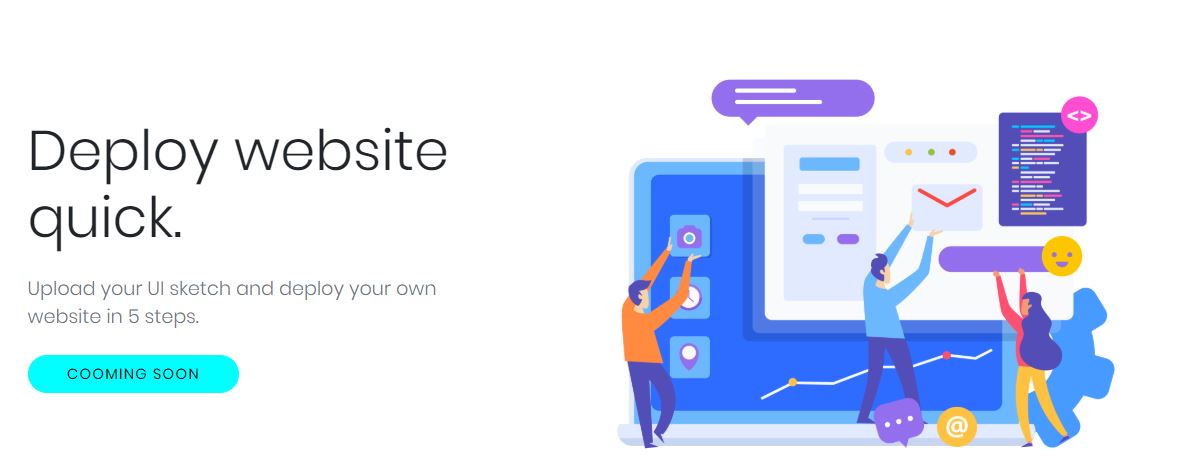 Deploy website
quick.
Upload your UI sketch and deploy your own
website in 5 steps.
COOMING SOON
<>
@